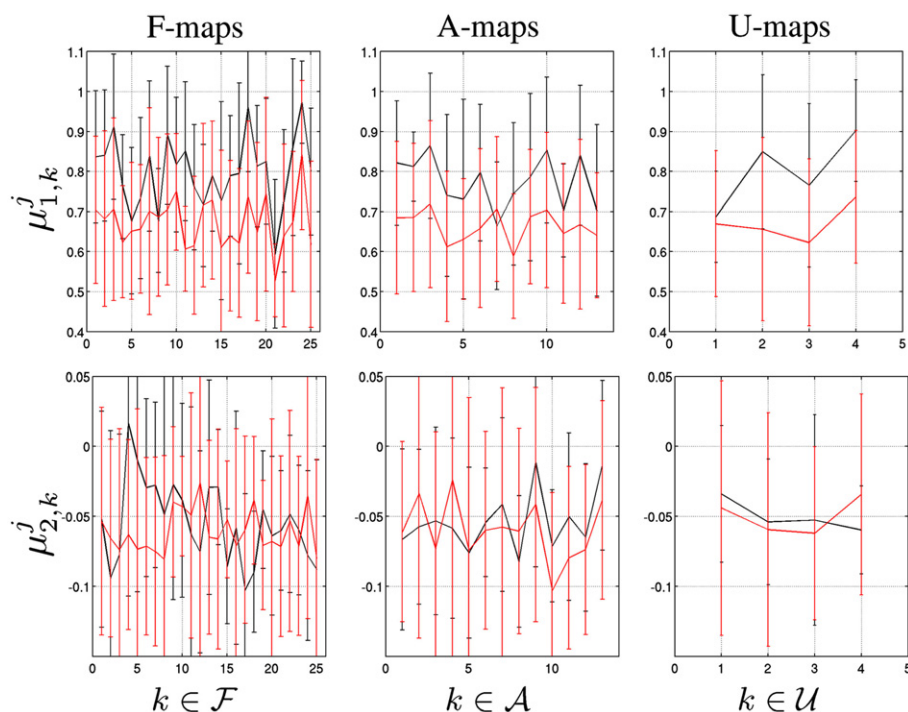 F-maps A-maps U-maps
μ^j_{1,k}
1.1 1.1 1.1
1 1 1
0.9 0.9 0.9
0.8 0.8 0.8
0.7 0.7 0.7
0.6 0.6 0.6
0.5 0.5 0.5
0.4 0.4 0.4
0 5 10 15 20 25 0 5 10 0 1 2 3 4 5
μ^j_{2,k}
0.05 0.05 0.05
0 0 0
-0.05 -0.05 -0.05
-0.1 -0.1 -0.1
0 5 10 15 20 25 0 5 10 0 1 2 3 4 5
k ∈ 𝓕 k ∈ 𝓐 k ∈ 𝓤